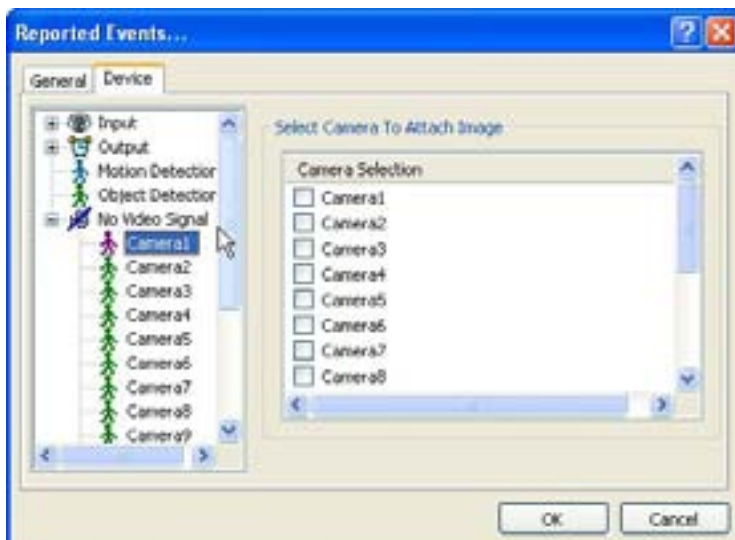 Reported Events...
General
Device
Input
Output
Motion Detection
Object Detection
No Video Signal
Camera1
Camera2
Camera3
Camera4
Camera5
Camera6
Camera7
Camera8
Camera9
Select Camera To Attach Image
Camera Selection
Camera1
Camera2
Camera3
Camera4
Camera5
Camera6
Camera7
Camera8
OK
Cancel